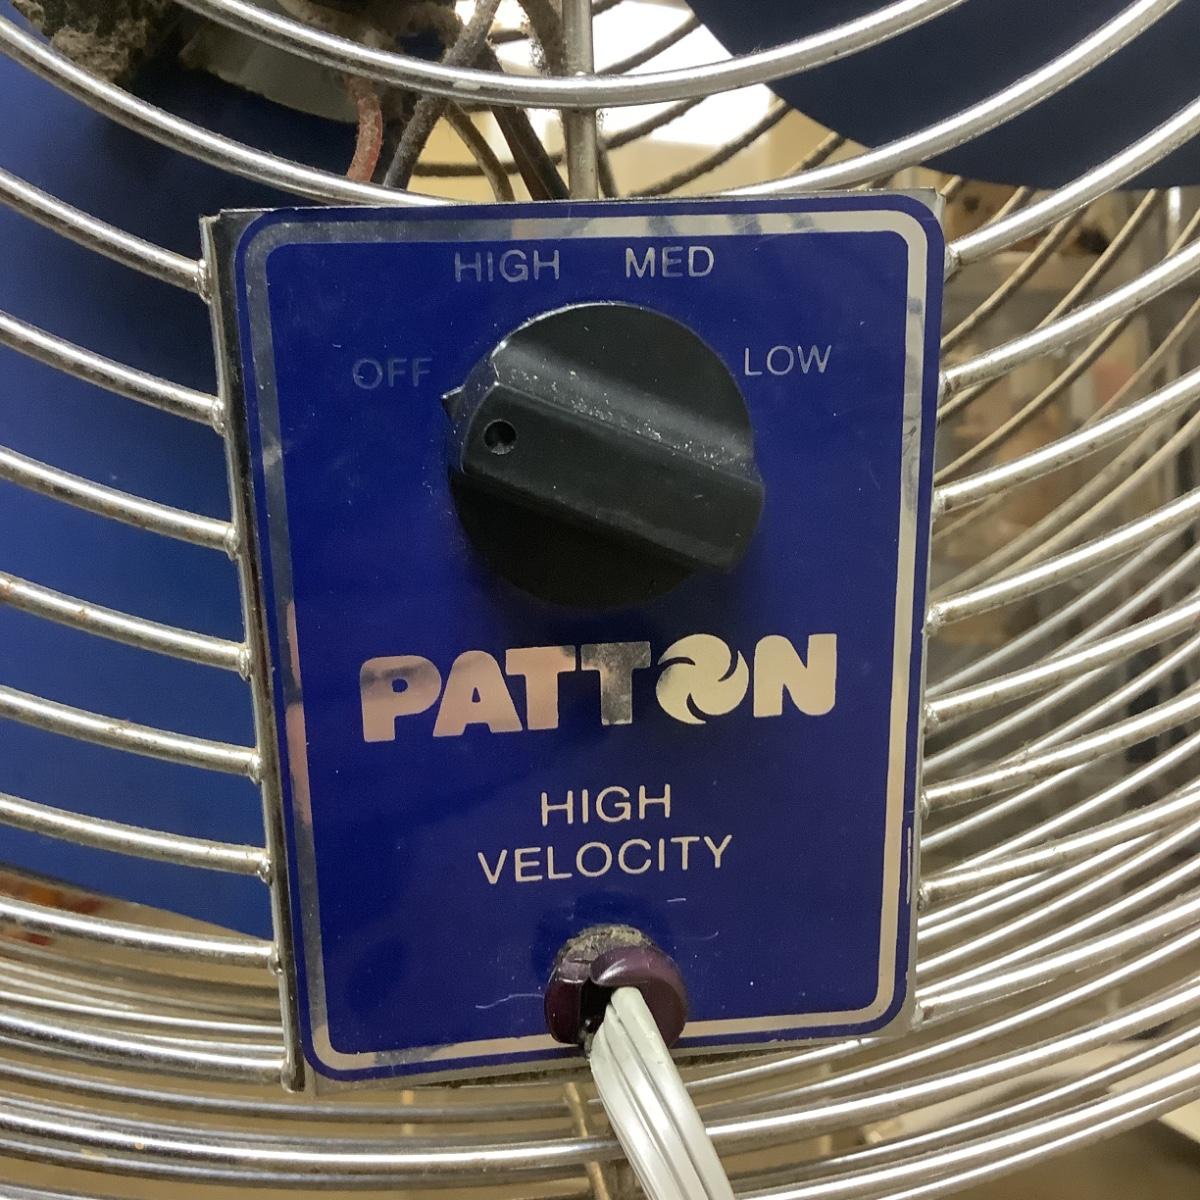 HIGH MED
OFF LOW
PATTON
HIGH
VELOCITY